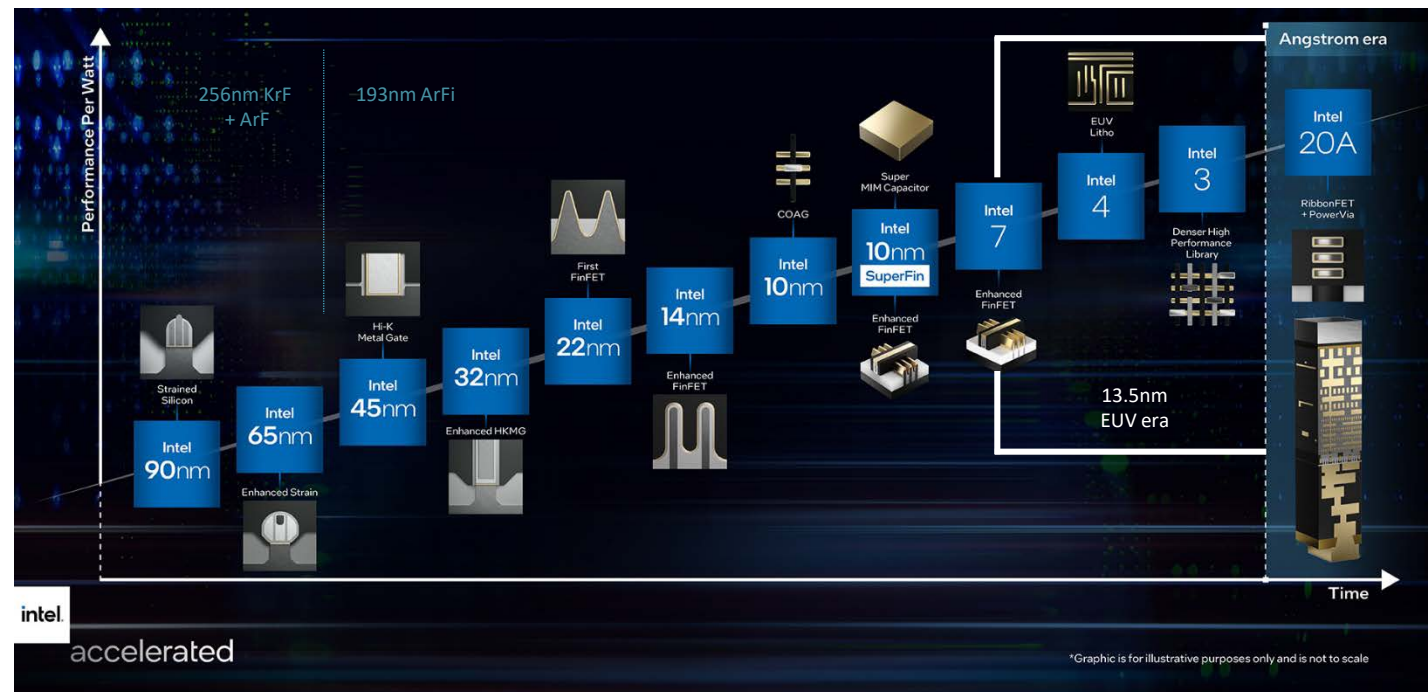 Performance Per Watt
256nm KrF
+ ArF
193nm ArFi
Strained
Silicon
Intel
90nm
Intel
65nm
Enhanced Strain
Hi-K
Metal Gate
Intel
45nm
Intel
32nm
Enhanced HKMG
First
FinFET
Intel
22nm
Intel
14nm
Enhanced
FinFET
COAG
Intel
10nm
Super
MIM Capacitor
Intel
10nm
SuperFin
Enhanced
FinFET
Intel
7
Enhanced
FinFET
EUV
Litho
Intel
4
Intel
3
Denser High
Performance
Library
13.5nm
EUV era
Angstrom era
Intel
20A
RibbonFET
+ PowerVia
Time
intel.
accelerated
*Graphic is for illustrative purposes only and is not to scale